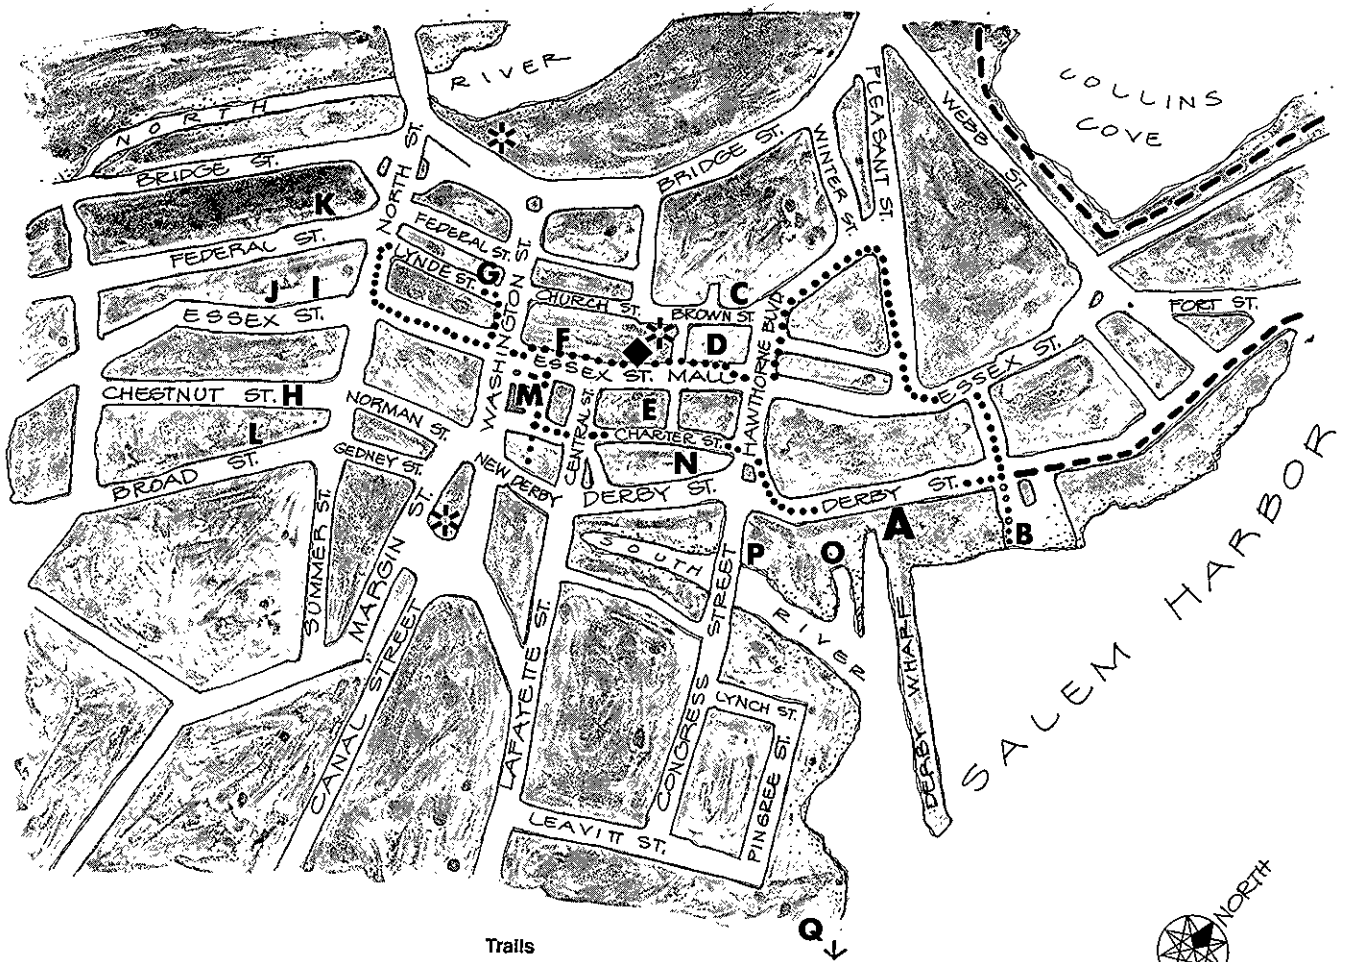 RIVER
COLLINS
COVE
NORTH
BRIDGE ST.
NORTH ST.
BRIDGE ST.
WINTER ST.
PLEASANT ST.
WEBB ST.
K
FEDERAL ST.
FEDERAL ST.
LYNDE ST.
G
WASHINGTON ST.
J I
ESSEX ST.
CHURCH ST.
C
BROWN ST.
HAWTHORNE BLVD
FORT ST.
F
D
ESSEX ST. MALL
ESSEX ST.
CHESTNUT ST. H
M
E
NORMAN ST.
CENTRAL ST.
CHARTER ST.
L
GEDNEY ST.
N
BROAD ST.
NEW DERBY
DERBY ST.
DERBY ST.
SUMMER ST.
MARGIN ST.
A
B
SOUTH
P
O
RIVER
SALEM HARBOR
CANAL STREET
LAFAYETTE ST.
CONGRESS STREET
LYNCH ST.
PINGREE ST.
DERBY WHARF
LEAVITT ST.
NORTH
Q
Trails